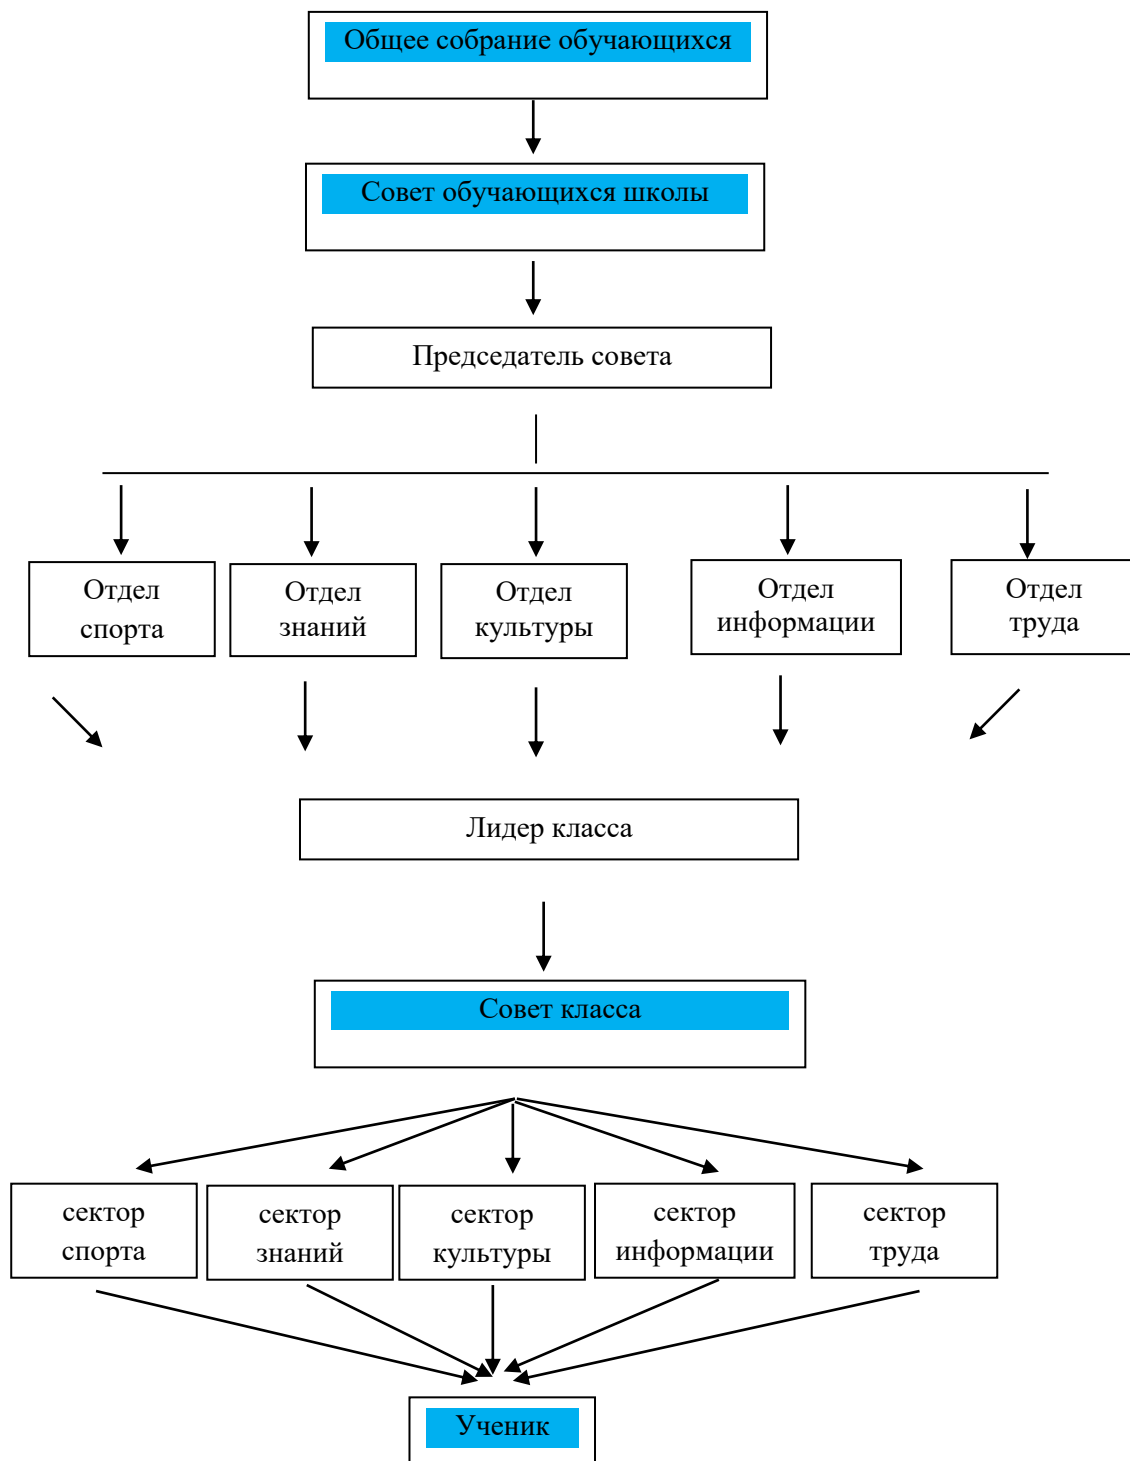 Общее собрание обучающихся
Совет обучающихся школы
Председатель совета
Отдел
спорта
Отдел
знаний
Отдел
культуры
Отдел
информации
Отдел
труда
Лидер класса
Совет класса
сектор
спорта
сектор
знаний
сектор
культуры
сектор
информации
сектор
труда
Ученик